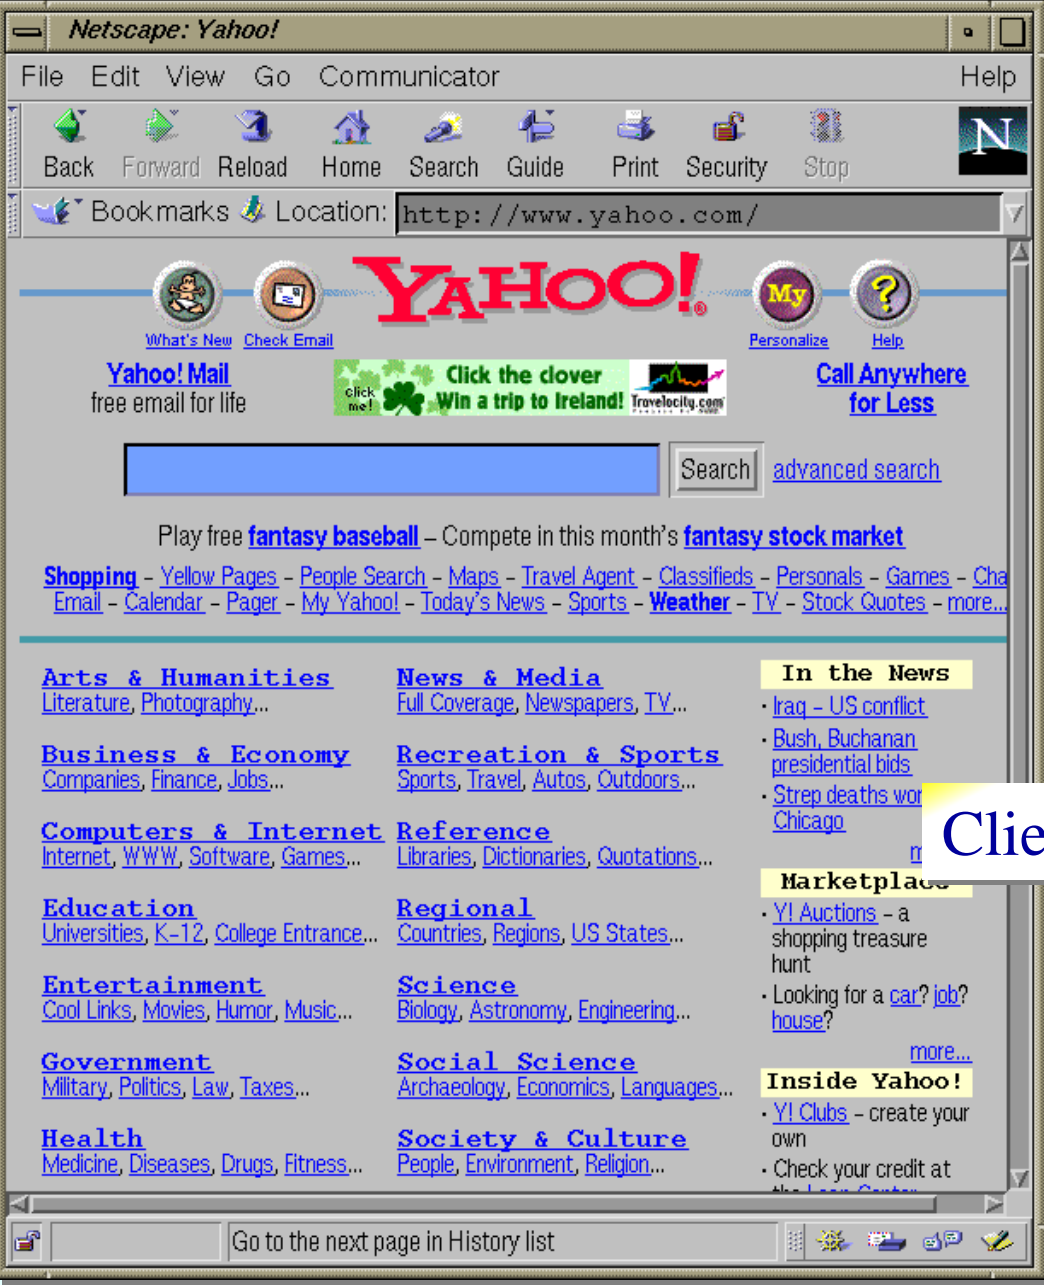 Netscape: Yahoo!
File Edit View Go Communicator Help
Back Forward Reload Home Search Guide Print Security Stop
N
Bookmarks Location: http://www.yahoo.com/
YAHOO!®
My ?
What's New Check Email Personalize Help
Yahoo! Mail
free email for life
click me!
Click the clover
Win a trip to Ireland!
Travelocity.com
Call Anywhere
for Less
Search advanced search
Play free fantasy baseball – Compete in this month's fantasy stock market
Shopping – Yellow Pages – People Search – Maps – Travel Agent – Classifieds – Personals – Games – Cha
Email – Calendar – Pager – My Yahoo! – Today's News – Sports – Weather – TV – Stock Quotes – more...
Arts & Humanities
Literature, Photography...
Business & Economy
Companies, Finance, Jobs...
Computers & Internet
Internet, WWW, Software, Games...
Education
Universities, K–12, College Entrance...
Entertainment
Cool Links, Movies, Humor, Music...
Government
Military, Politics, Law, Taxes...
Health
Medicine, Diseases, Drugs, Fitness...
News & Media
Full Coverage, Newspapers, TV...
Recreation & Sports
Sports, Travel, Autos, Outdoors...
Reference
Libraries, Dictionaries, Quotations...
Regional
Countries, Regions, US States...
Science
Biology, Astronomy, Engineering...
Social Science
Archaeology, Economics, Languages...
Society & Culture
People, Environment, Religion...
In the News
· Iraq – US conflict
· Bush, Buchanan
presidential bids
· Strep deaths wor
Chicago
Clie
Marketplace
· Y! Auctions – a
shopping treasure
hunt
· Looking for a car? job?
house?
more...
Inside Yahoo!
· Y! Clubs – create your
own
· Check your credit at
Go to the next page in History list